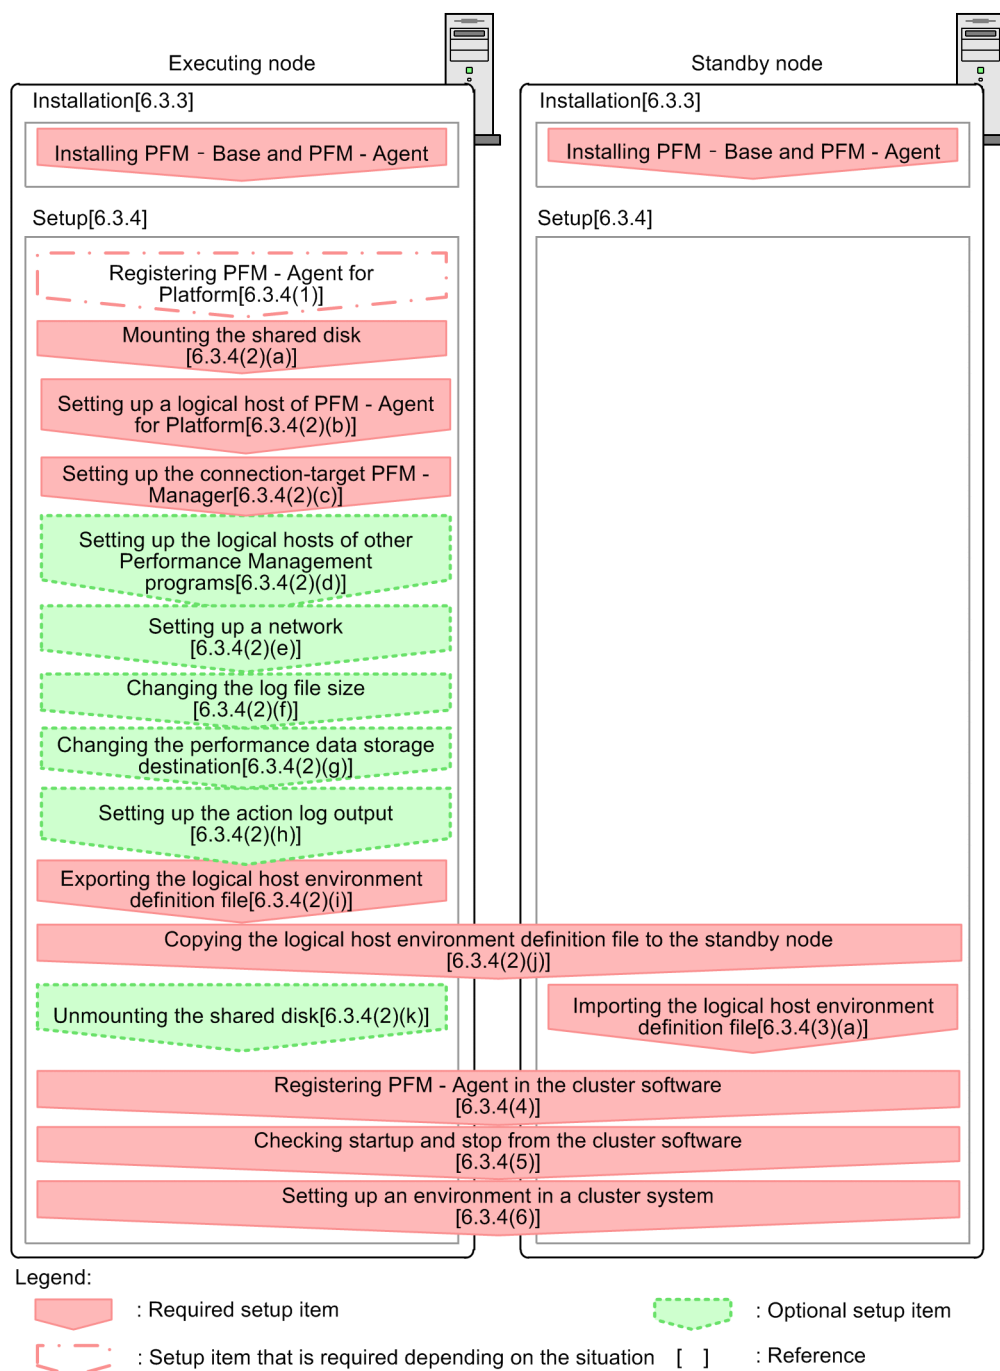 Executing node
Standby node
Installation[6.3.3]
Installation[6.3.3]
Installing PFM - Base and PFM - Agent
Installing PFM - Base and PFM - Agent
Setup[6.3.4]
Setup[6.3.4]
Registering PFM - Agent for
Platform[6.3.4(1)]
Mounting the shared disk
[6.3.4(2)(a)]
Setting up a logical host of PFM - Agent
for Platform[6.3.4(2)(b)]
Setting up the connection-target PFM -
Manager[6.3.4(2)(c)]
Setting up the logical hosts of other
Performance Management
programs[6.3.4(2)(d)]
Setting up a network
[6.3.4(2)(e)]
Changing the log file size
[6.3.4(2)(f)]
Changing the performance data storage
destination[6.3.4(2)(g)]
Setting up the action log output
[6.3.4(2)(h)]
Exporting the logical host environment
definition file[6.3.4(2)(i)]
Copying the logical host environment definition file to the standby node
[6.3.4(2)(j)]
Unmounting the shared disk[6.3.4(2)(k)]
Importing the logical host environment
definition file[6.3.4(3)(a)]
Registering PFM - Agent in the cluster software
[6.3.4(4)]
Checking startup and stop from the cluster software
[6.3.4(5)]
Setting up an environment in a cluster system
[6.3.4(6)]
Legend:
: Required setup item
: Optional setup item
: Setup item that is required depending on the situation
[ ] : Reference